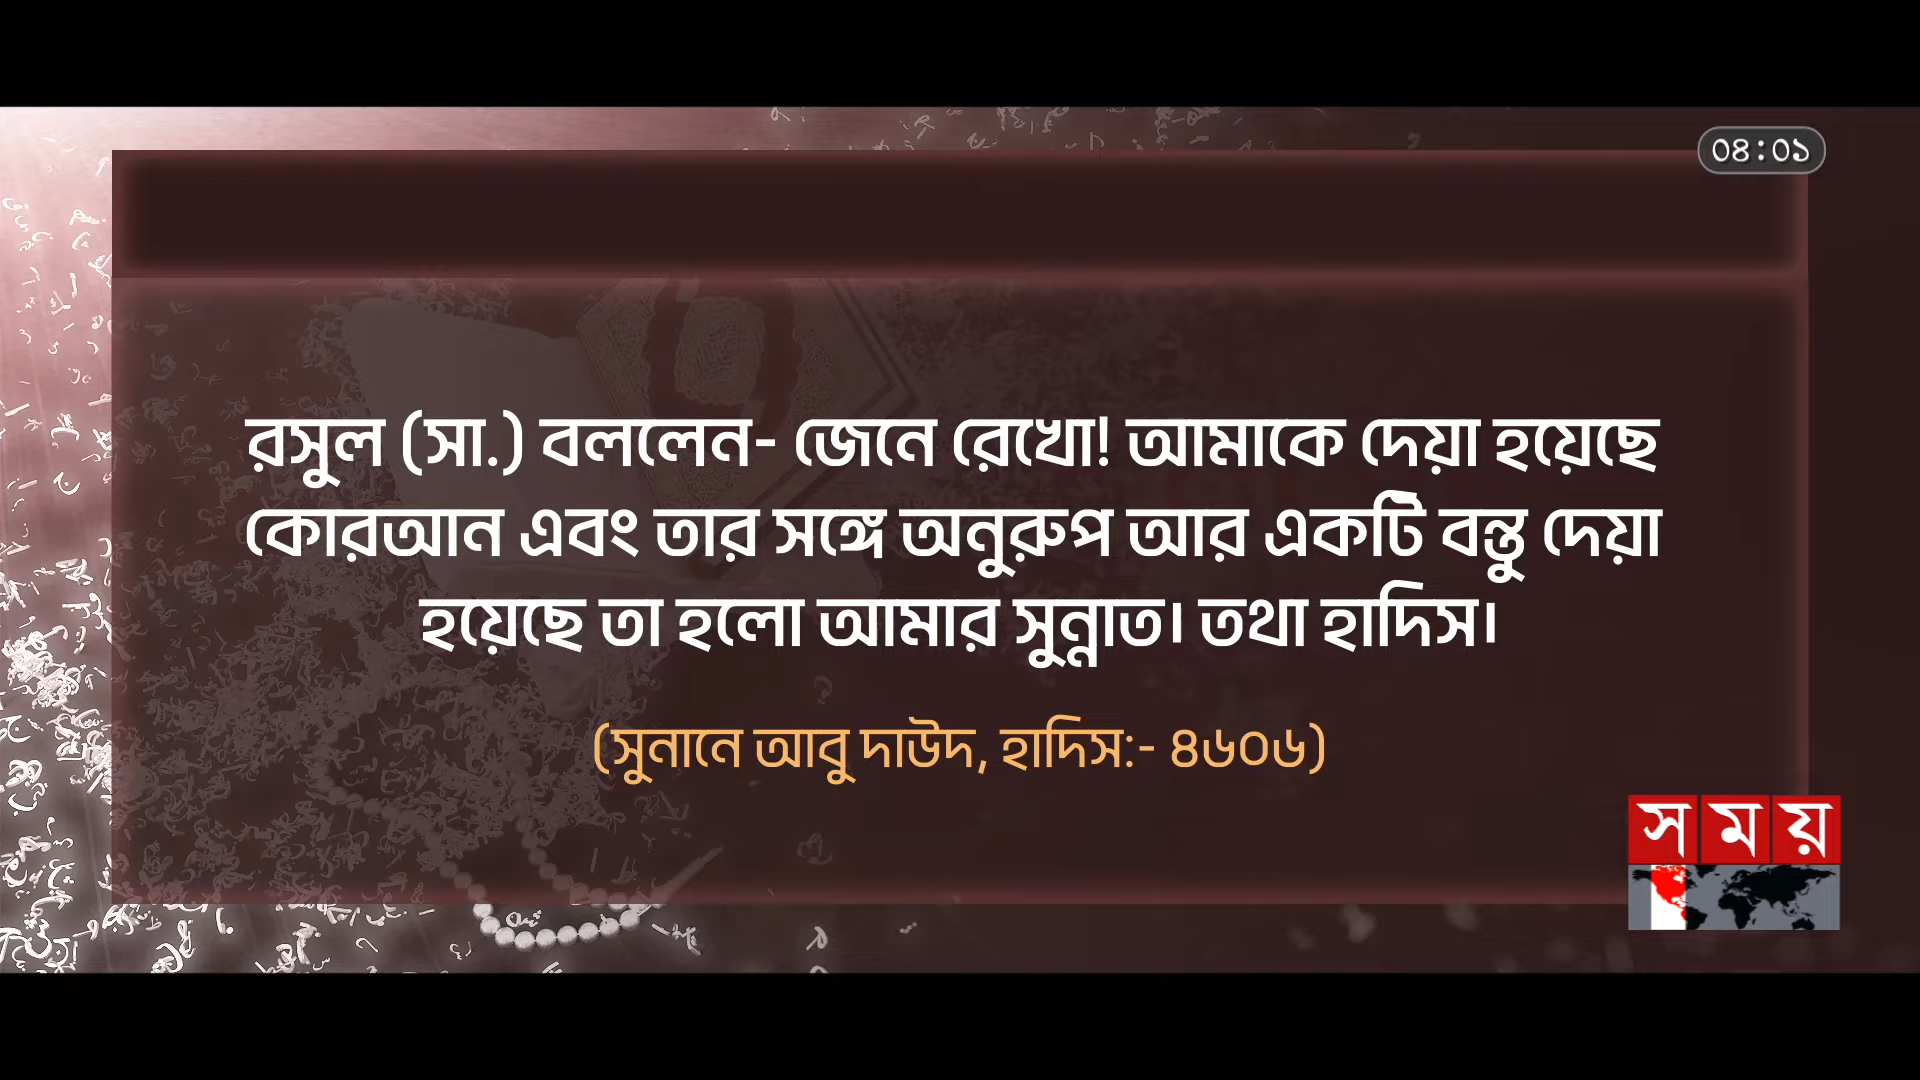 ০৪:০১
রসুল (সা.) বললেন- জেনে রেখো! আমাকে দেয়া হয়েছে
কোরআন এবং তার সঙ্গে অনুরুপ আর একটি বস্তু দেয়া
হয়েছে তা হলো আমার সুন্নাত। তথা হাদিস।
(সুনানে আবু দাউদ, হাদিস:- ৪৬০৬)
সময়